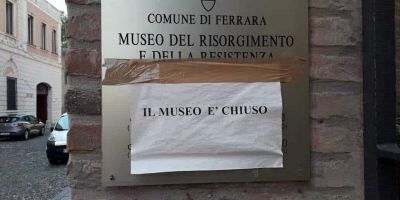 COMUNE DI FERRARA
MUSEO DEL RISORGIMENTO
E DELLA RESISTENZA
IL MUSEO E' CHIUSO